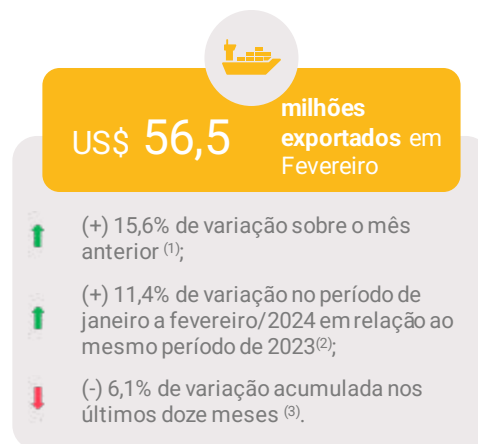 US$ 56,5
milhões
exportados em
Fevereiro
(+) 15,6% de variação sobre o mês
anterior (1);
(+) 11,4% de variação no período de
janeiro a fevereiro/2024 em relação ao
mesmo período de 2023(2);
(-) 6,1% de variação acumulada nos
últimos doze meses (3).